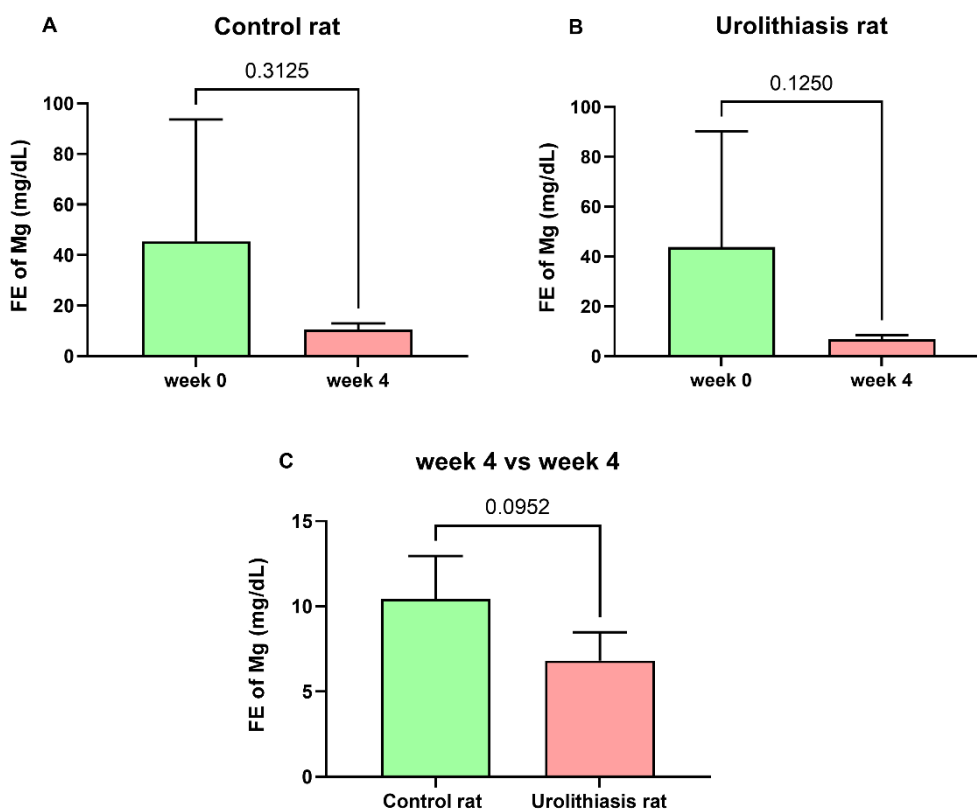 A
Control rat
0.3125
FE of Mg (mg/dL)
100
80
60
40
20
0
week 0
week 4
B
Urolithiasis rat
0.1250
FE of Mg (mg/dL)
100
80
60
40
20
0
week 0
week 4
C
week 4 vs week 4
0.0952
FE of Mg (mg/dL)
15
10
5
0
Control rat
Urolithiasis rat